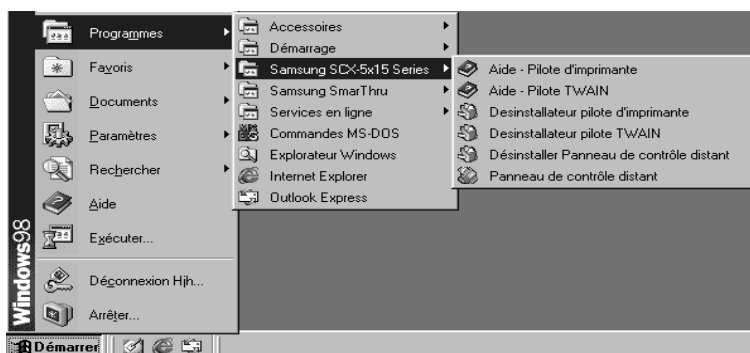 Programmes
Favoris
Documents
Paramètres
Rechercher
Aide
Exécuter...
Déconnexion Hjh...
Arrêter...
Windows98
Démarrer
Accessoires
Démarrage
Samsung SCX-5x15 Series
Samsung SmarThru
Services en ligne
Commandes MS-DOS
Explorateur Windows
Internet Explorer
Outlook Express
Aide - Pilote d'imprimante
Aide - Pilote TWAIN
Desinstallateur pilote d'imprimante
Desinstallateur pilote TWAIN
Désinstaller Panneau de contrôle distant
Panneau de contrôle distant